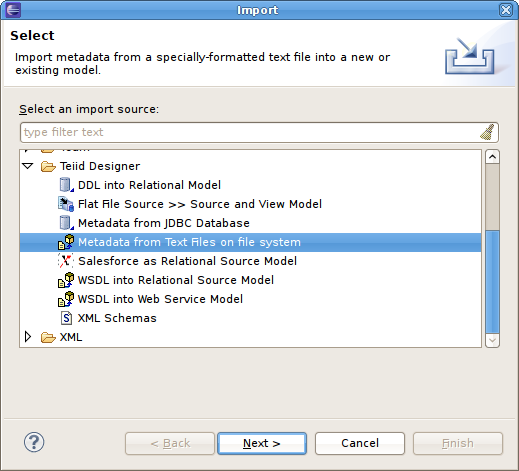 Import
Select
Import metadata from a specially-formatted text file into a new or
existing model.
Select an import source:
type filter text
Team
Teiid Designer
DDL into Relational Model
Flat File Source >> Source and View Model
Metadata from JDBC Database
Metadata from Text Files on file system
Salesforce as Relational Source Model
WSDL into Relational Source Model
WSDL into Web Service Model
XML Schemas
XML
< Back
Next >
Cancel
Finish